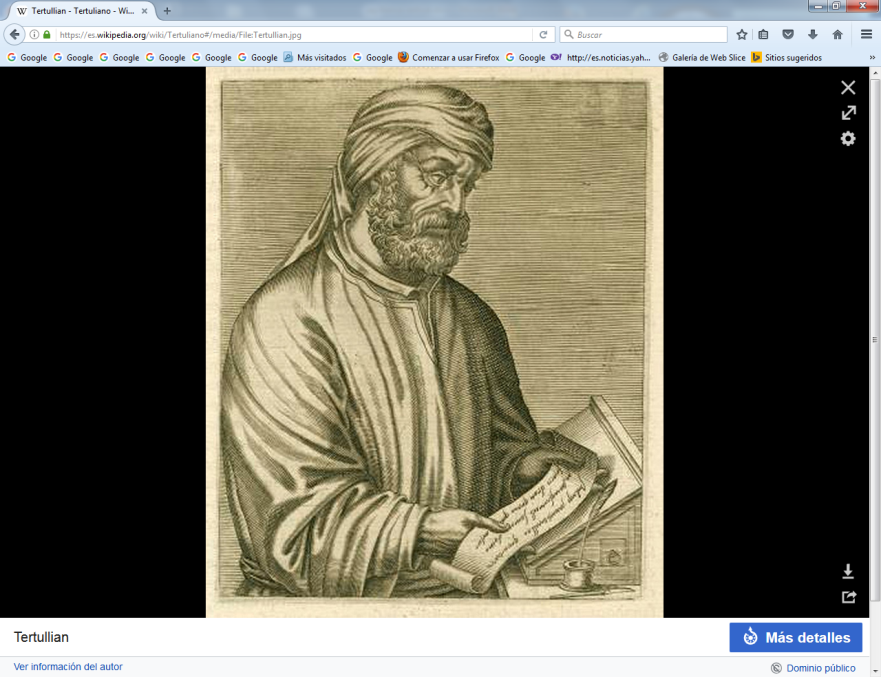 Tertullian - Tertuliano - Wi...
https://es.wikipedia.org/wiki/Tertuliano#/media/File:Tertullian.jpg
Buscar
Google Google Google Google Google Google Más visitados Google Comenzar a usar Firefox Google http://es.noticias.yah... Galería de Web Slice Sitios sugeridos
Tertullian
Más detalles
Ver información del autor
Dominio público